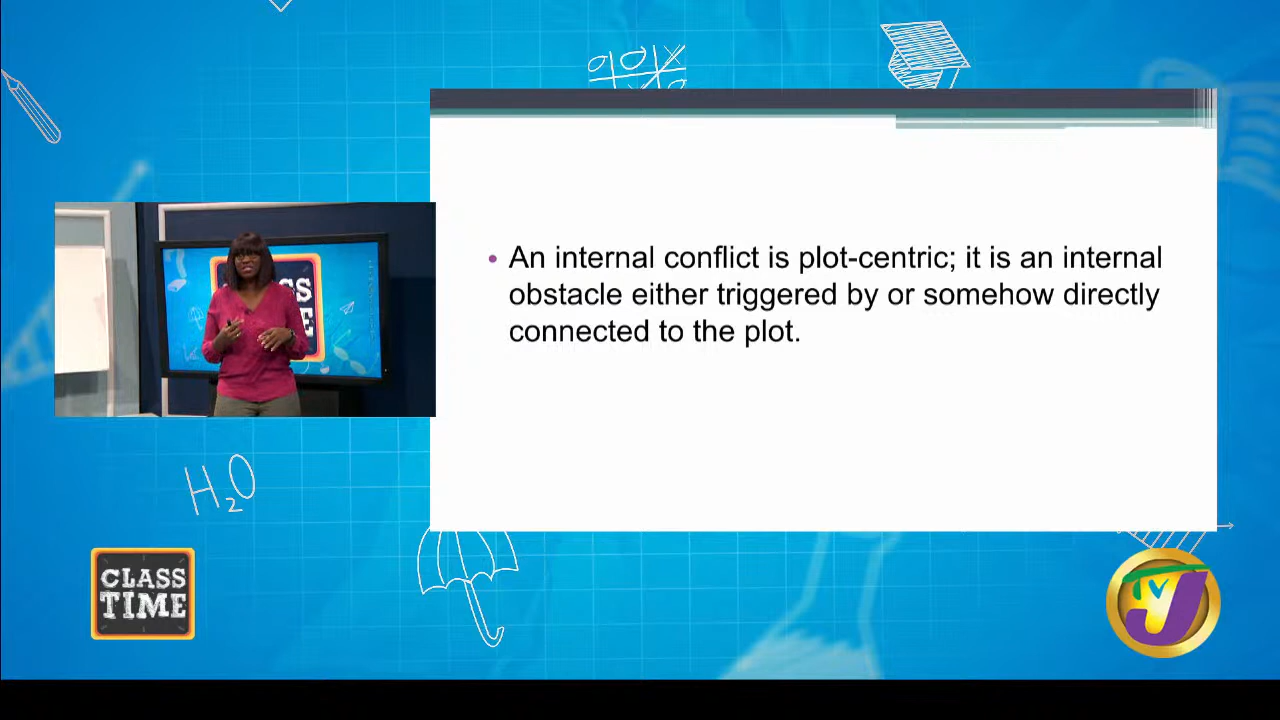 An internal conflict is plot-centric; it is an internal
obstacle either triggered by or somehow directly
connected to the plot.
H₂O
CLASS
TIME
TVJ